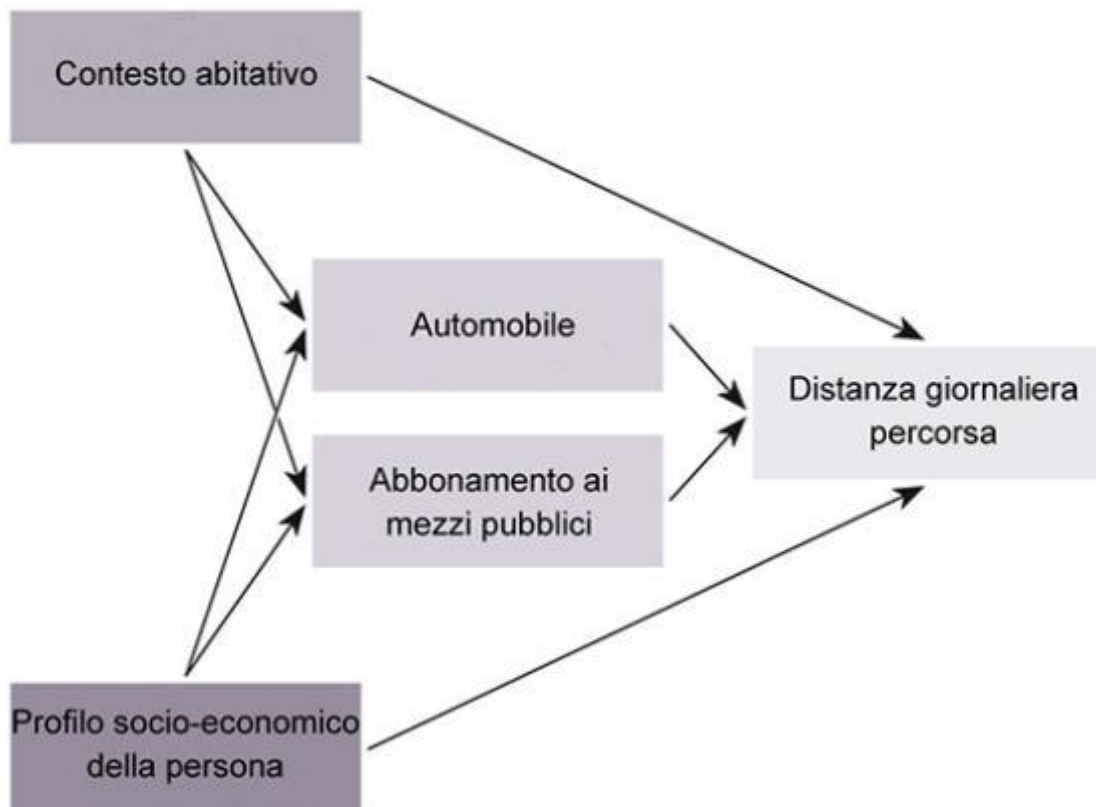 Contesto abitativo
Automobile
Abbonamento ai
mezzi pubblici
Distanza giornaliera
percorsa
Profilo socio-economico
della persona